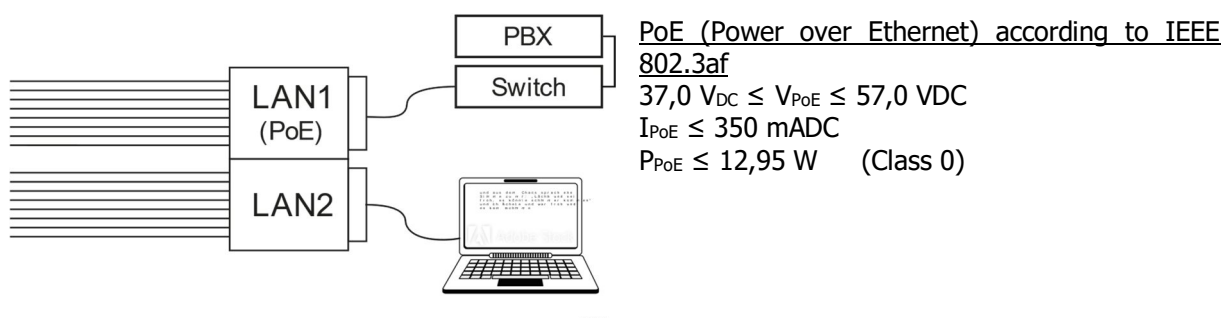 PBX
Switch
LAN1
(PoE)
LAN2
PoE (Power over Ethernet) according to IEEE
802.3af
37,0 VDC ≤ VPoE ≤ 57,0 VDC
IPoE ≤ 350 mADC
PPoE ≤ 12,95 W (Class 0)